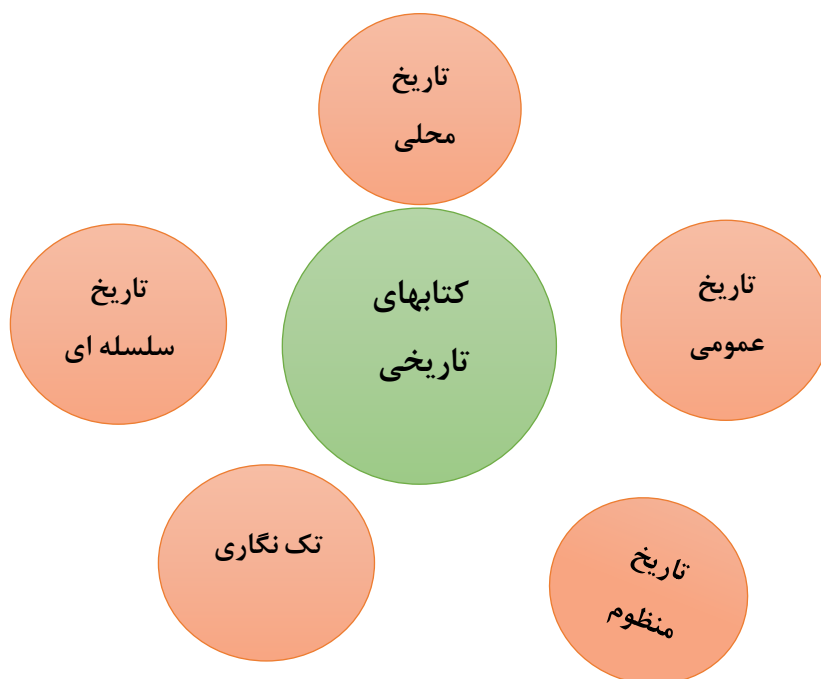 تاریخ
محلی
تاریخ
عمومی
کتابهای
تاریخی
تاریخ
سلسله ای
تک نگاری
تاریخ
منظوم